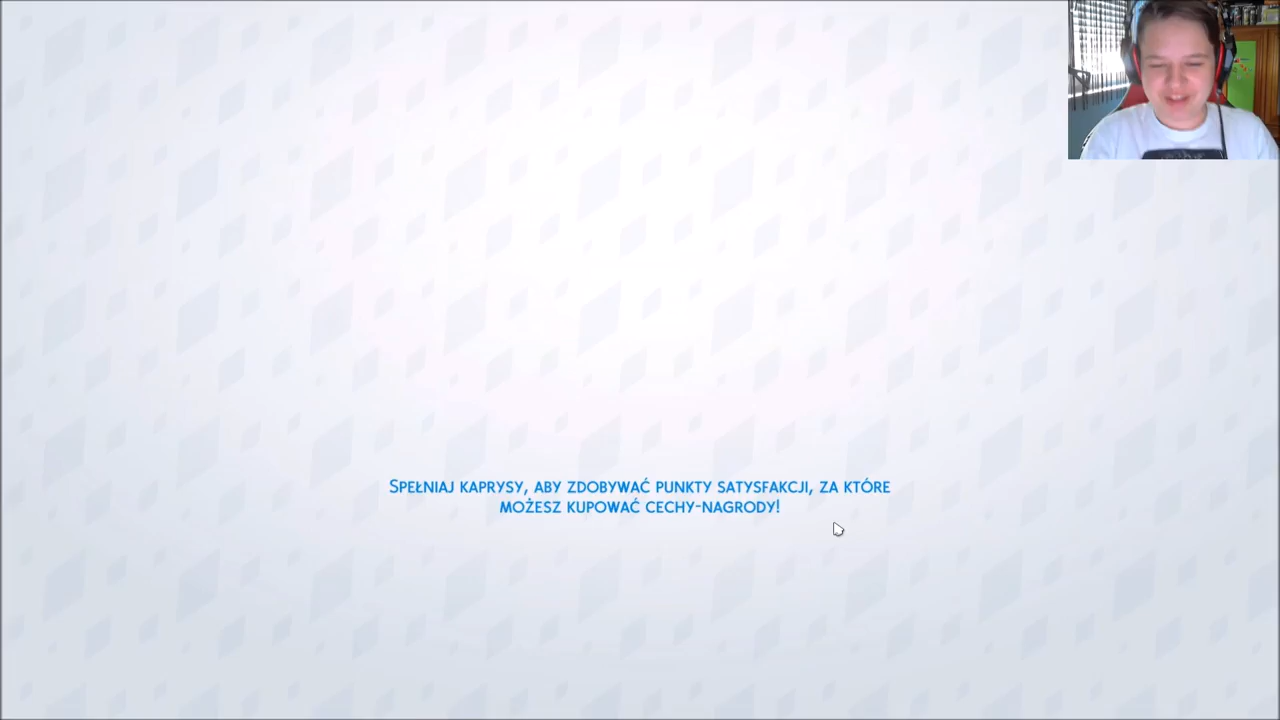 Spełniaj kaprysy, aby zdobywać punkty satysfakcji, za które
możesz kupować cechy-nagrody!